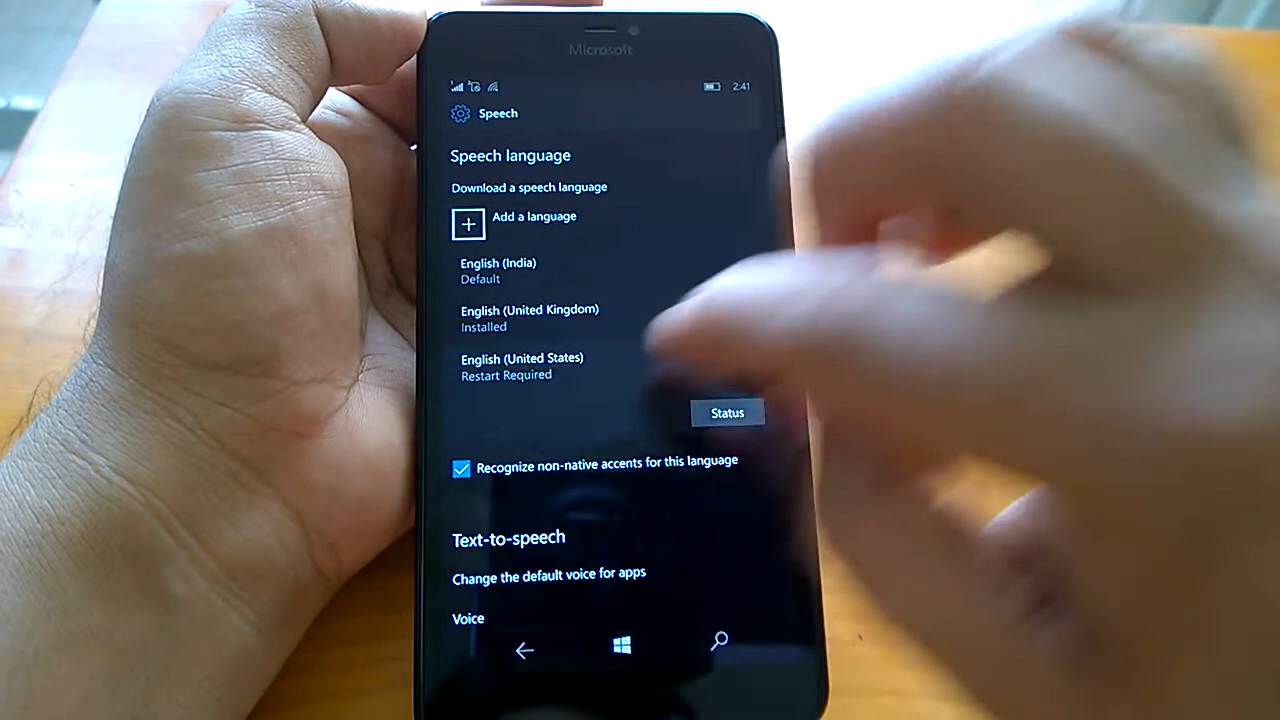 Microsoft
2:41
Speech
Speech language
Download a speech language
Add a language
English (India)
Default
English (United Kingdom)
Installed
English (United States)
Restart Required
Status
Recognize non-native accents for this language
Text-to-speech
Change the default voice for apps
Voice